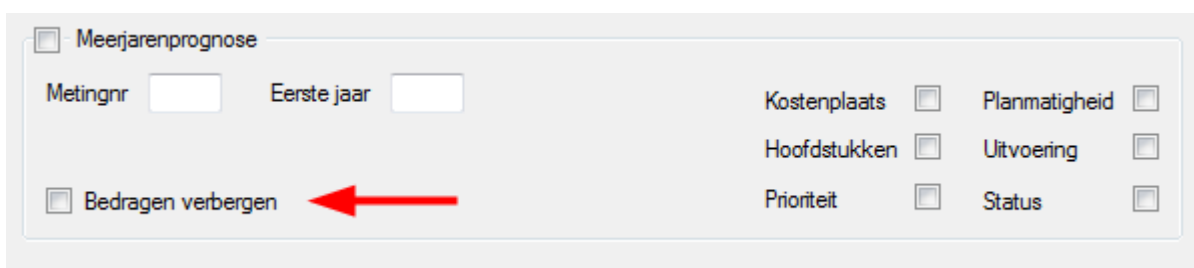 Meerjarenprognose
Metingnr Eerste jaar
Kostenplaats Planmatigheid
Hoofdstukken Uitvoering
Bedragen verbergen Prioriteit Status